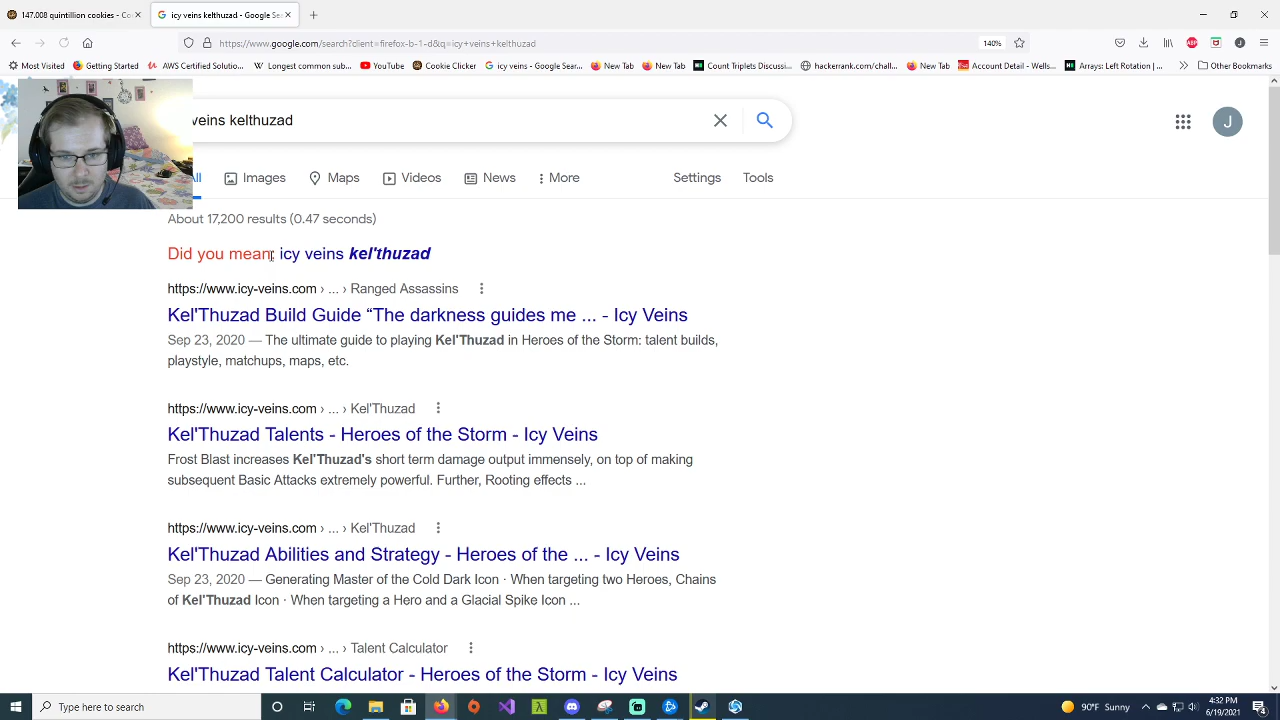 147.008 minutes - Se
Goog
https://www.google.com/search?client=firefox-b-1-d&q=icy+veins+kelthuzad
140%
Most Visited
Getting Started
AWS Certified Solution...
Google
YouTube
Cookie Clicker
icy veins - Google Sear...
New Tab
New Tab
Count Triplets Discussi...
hackerrank.com/chall...
New Tab
Account Detail - Wells...
Arrays: Left Rotation | ...
Other Bookmarks
veins kelthuzad
J
Images
Maps
Videos
News
More
Settings
Tools
About 17,200 results (0.47 seconds)
Did you mean: icy veins kel'thuzad
https://www.icy-veins.com › ... › Ranged Assassins
Kel'Thuzad Build Guide “The darkness guides me ... - Icy Veins
Sep 23, 2020 — The ultimate guide to playing Kel'Thuzad in Heroes of the Storm: talent builds,
playstyle, matchups, maps, etc.
https://www.icy-veins.com › ... › Kel'Thuzad
Kel'Thuzad Talents - Heroes of the Storm - Icy Veins
Frost Blast increases Kel'Thuzad's short term damage output immensely, on top of making
subsequent Basic Attacks extremely powerful. Further, Rooting effects ...
https://www.icy-veins.com › ... › Kel'Thuzad
Kel'Thuzad Abilities and Strategy - Heroes of the ... - Icy Veins
Sep 23, 2020 — Generating Master of the Cold Dark Icon · When targeting two Heroes, Chains
of Kel'Thuzad Icon · When targeting a Hero and a Glacial Spike Icon ...
https://www.icy-veins.com › ... › Talent Calculator
Kel'Thuzad Talent Calculator - Heroes of the Storm - Icy Veins
Type here to search
90°F Sunny
4:32 PM
6/19/2021